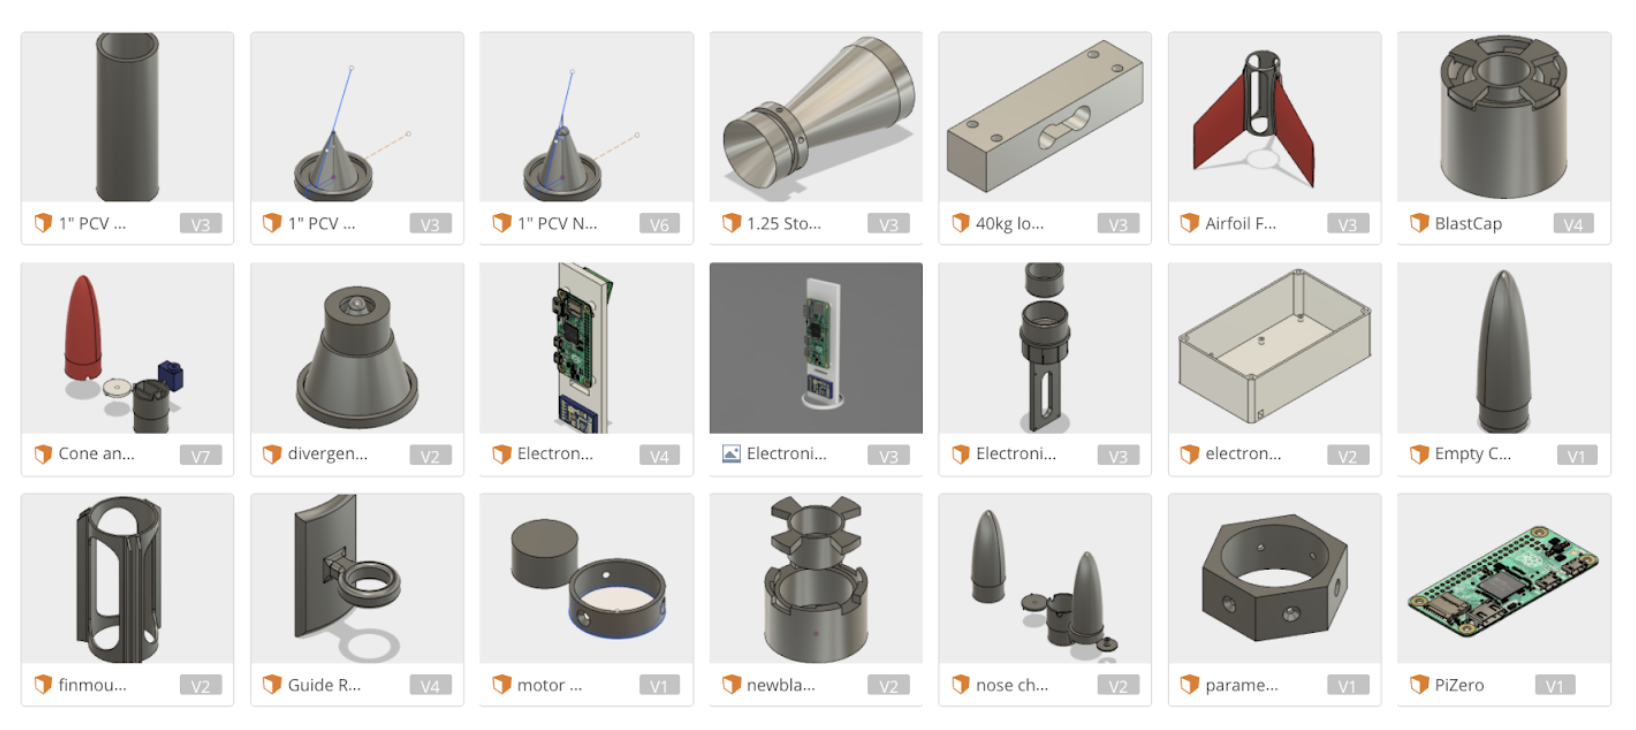 1" PCV ... V3
1" PCV ... V3
1" PCV N... V6
1.25 Sto... V3
40kg lo... V3
Airfoil F... V3
BlastCap V4
Cone an... V7
divergen... V2
Electron... V4
Electroni... V3
Electroni... V3
electron... V2
Empty C... V1
finmou... V2
Guide R... V4
motor ... V1
newbla... V2
nose ch... V2
parame... V1
PiZero V1